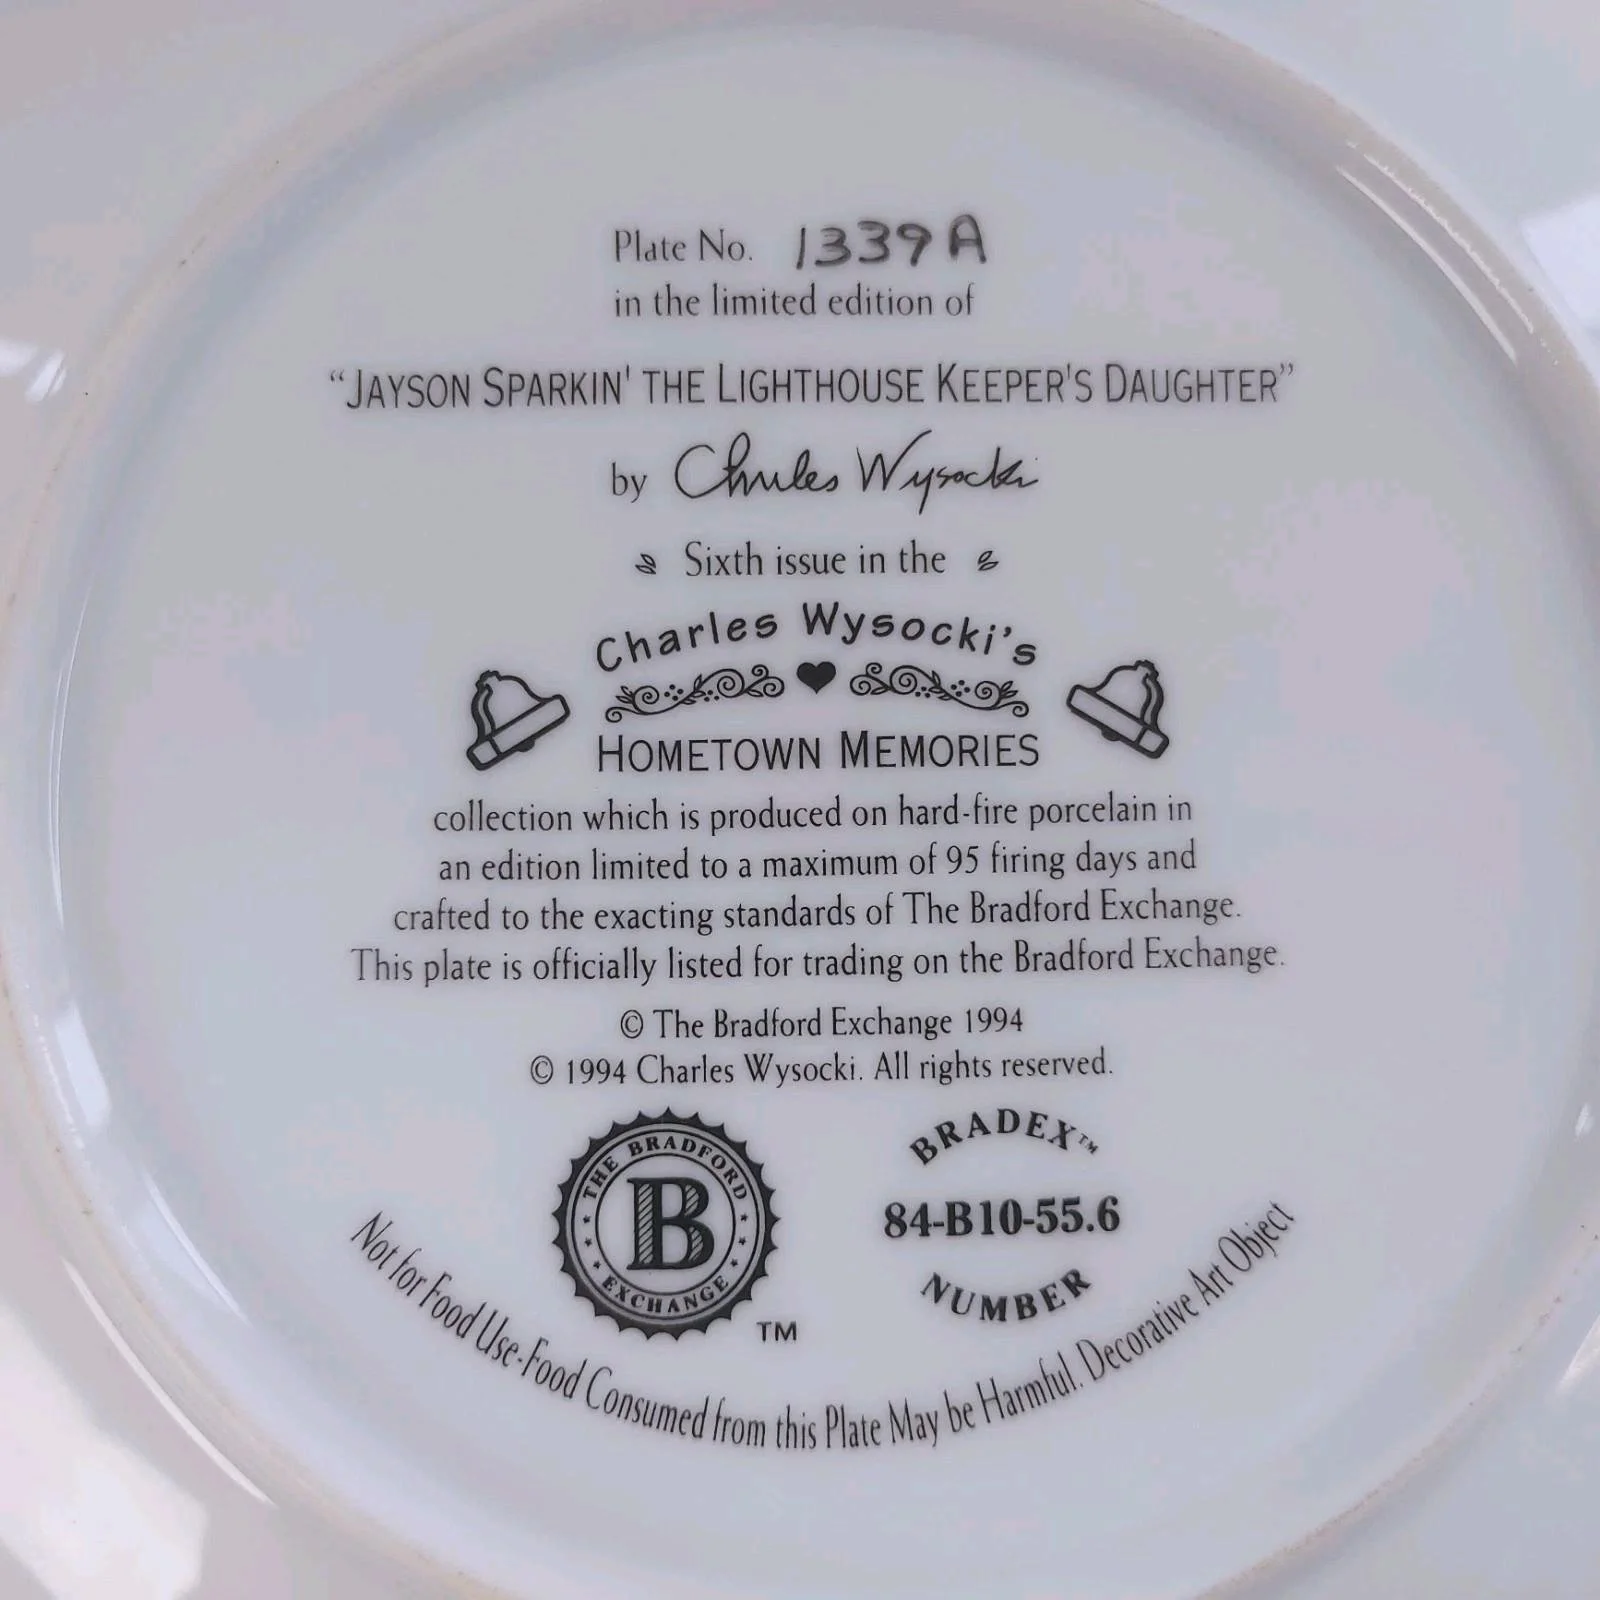 Plate No. 1339A
in the limited edition of
“JAYSON SPARKIN' THE LIGHTHOUSE KEEPER'S DAUGHTER”
by Charles Wysocki
Sixth issue in the
Charles Wysocki's
HOMETOWN MEMORIES
collection which is produced on hard-fire porcelain in
an edition limited to a maximum of 95 firing days and
crafted to the exacting standards of The Bradford Exchange.
This plate is officially listed for trading on the Bradford Exchange.
© The Bradford Exchange 1994
© 1994 Charles Wysocki. All rights reserved.
THE BRADFORD
B
EXCHANGE
TM
BRADEX™
84-B10-55.6
NUMBER
Not for Food Use-Food Consumed from this Plate May be Harmful. Decorative Art Object